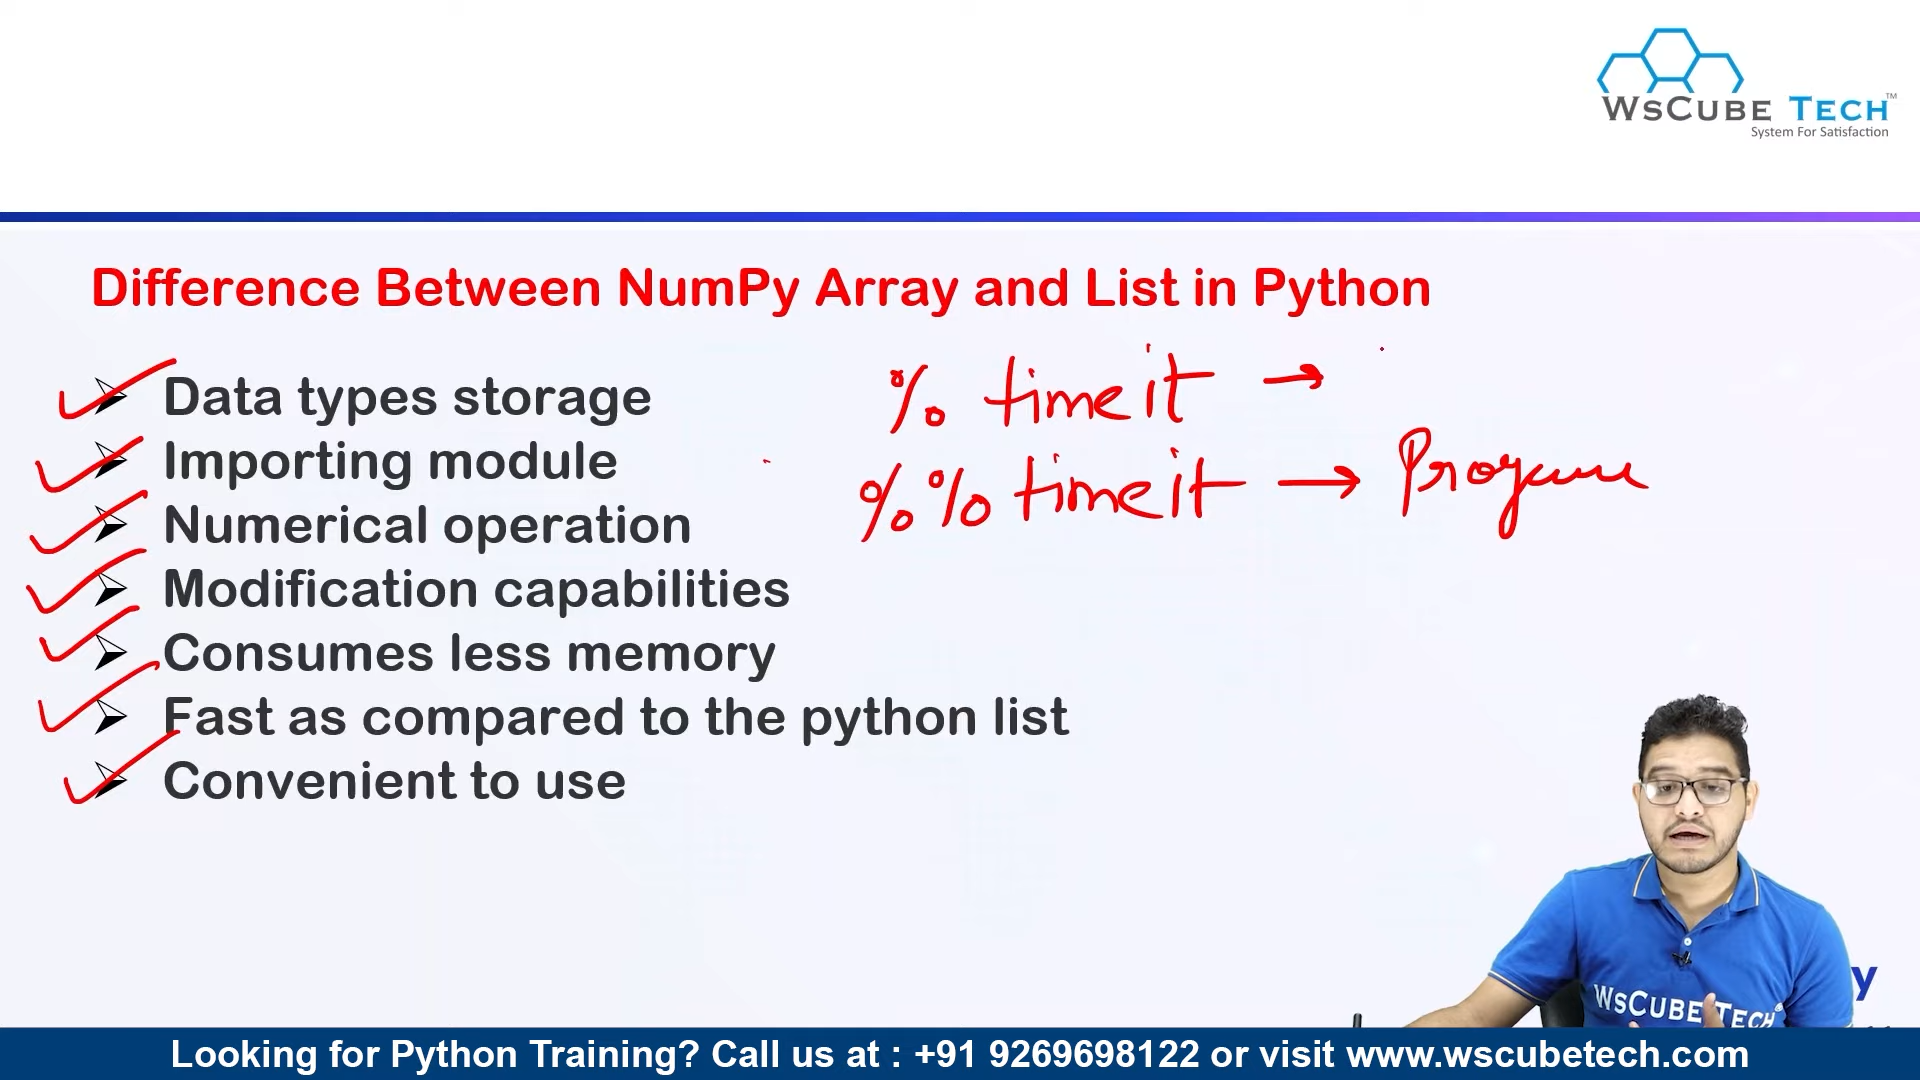 WsCube Tech™
System For Satisfaction
Difference Between NumPy Array and List in Python
Data types storage
Importing module
Numerical operation
Modification capabilities
Consumes less memory
Fast as compared to the python list
Convenient to use
% timeit →
%% timeit →
WsCube Tech
y
Looking for Python Training? Call us at : +91 9269698122 or visit www.wscubetech.com